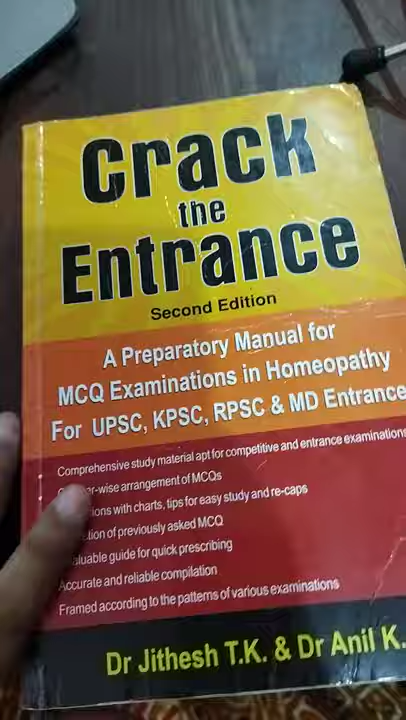 Crack
the
Entrance
Second Edition
A Preparatory Manual for
MCQ Examinations in Homeopathy
For UPSC, KPSC, RPSC & MD Entrance
Comprehensive study material apt for competitive and entrance examinations
arrangement of MCQs
with charts, tips for easy study and re-caps
of previously asked MCQ
guide for quick prescribing
Accurate and reliable compilation
Framed according to the patterns of various examinations
Dr Jithesh T.K. & Dr Anil K.